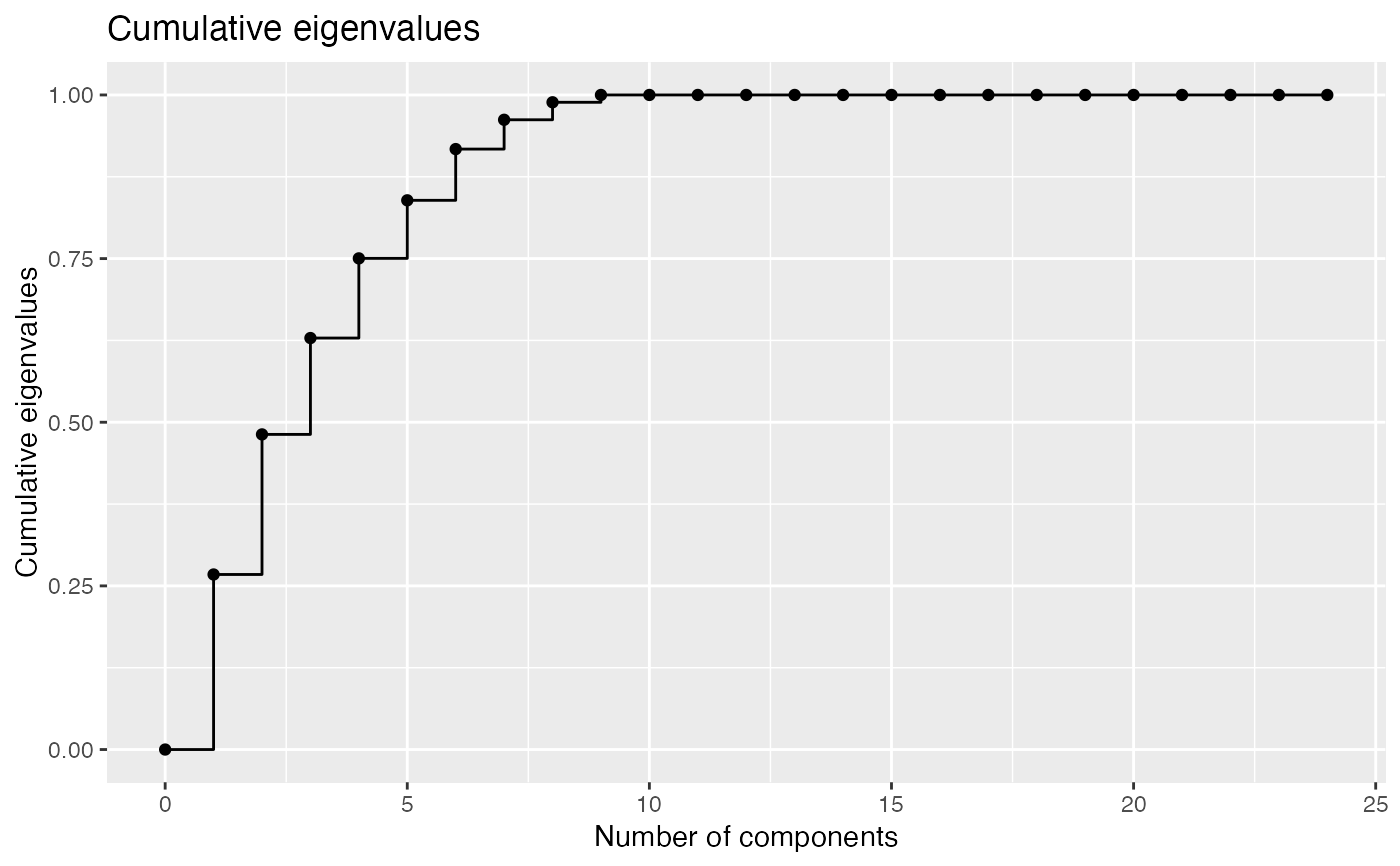 Cumulative eigenvalues
Cumulative eigenvalues
1.00
0.75
0.50
0.25
0.00
0 5 10 15 20 25
Number of components